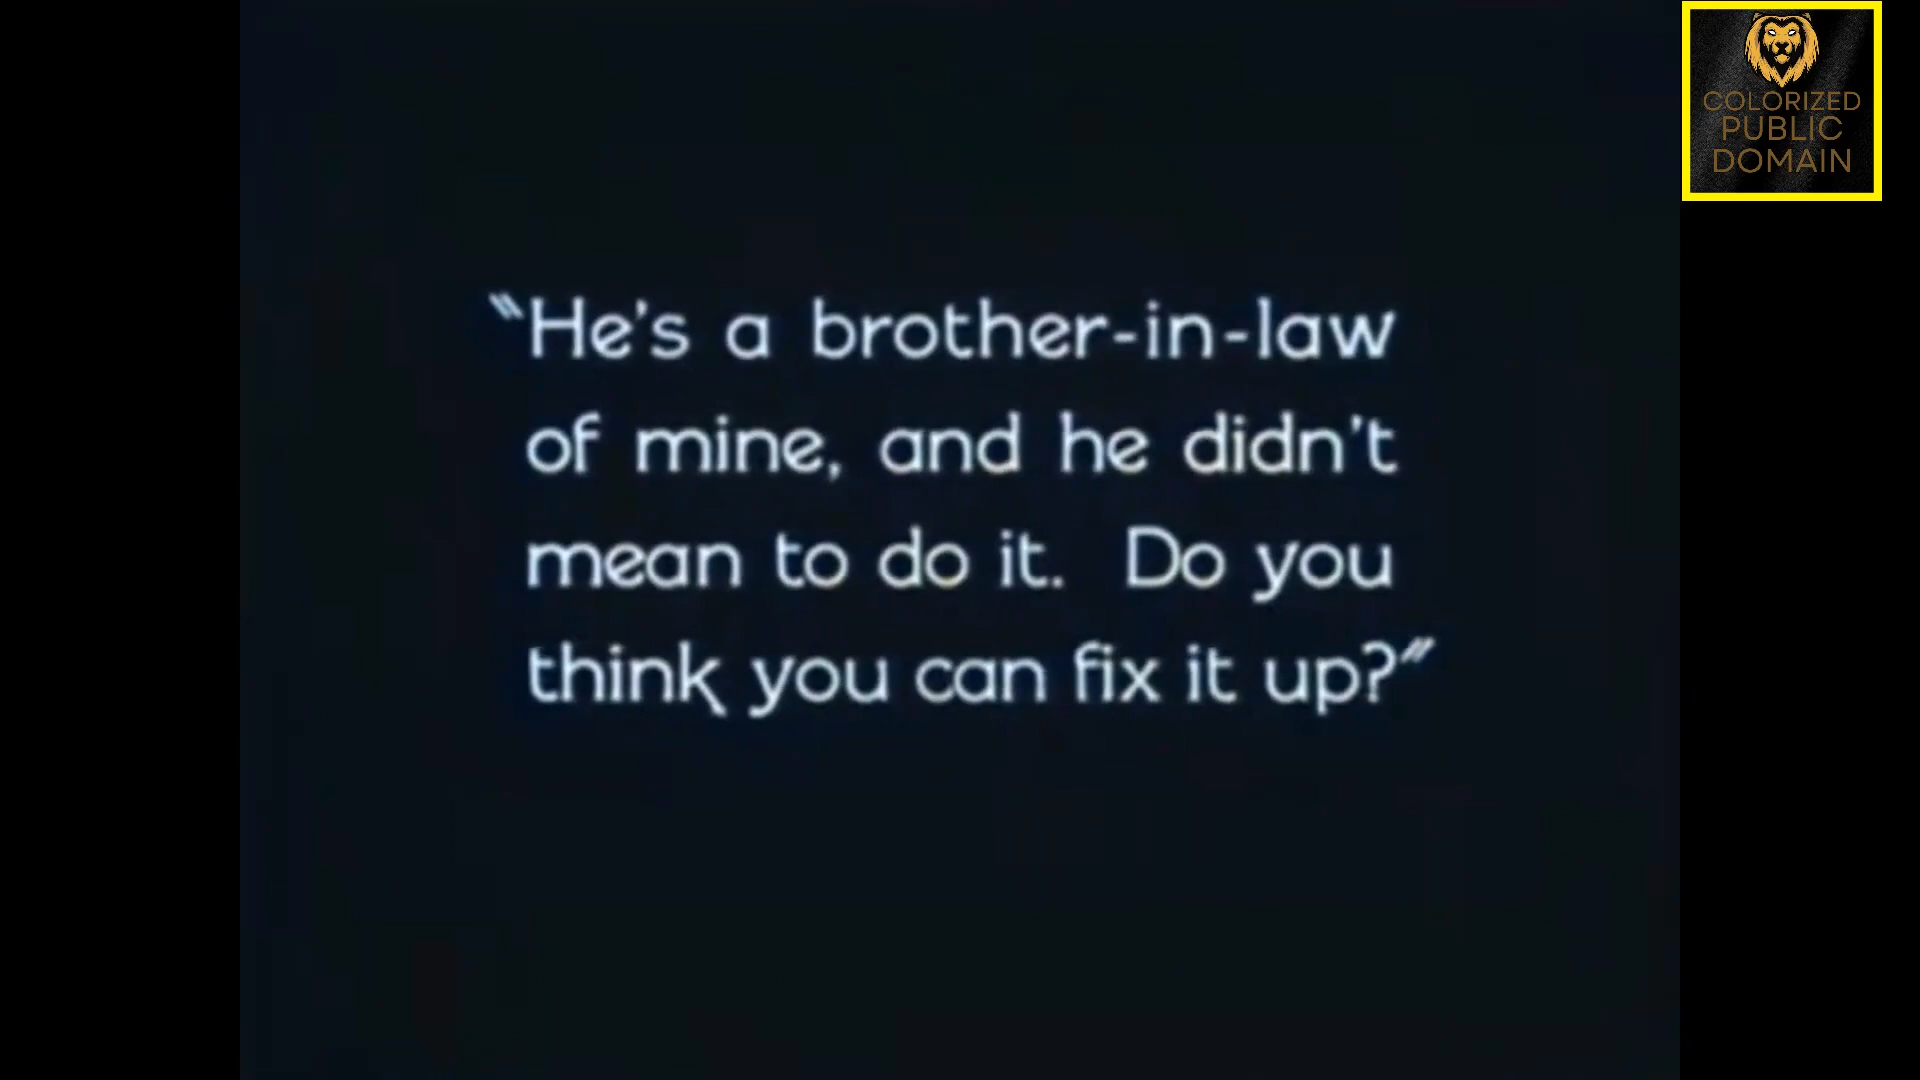 COLORIZED
PUBLIC
DOMAIN
"He's a brother-in-law
of mine, and he didn't
mean to do it. Do you
think you can fix it up?"